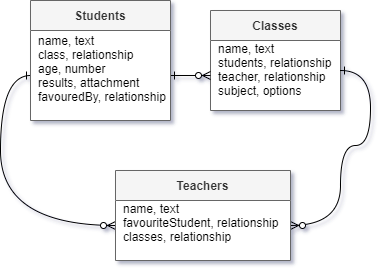 Students
name, text
class, relationship
age, number
results, attachment
favouredBy, relationship
Classes
name, text
students, relationship
teacher, relationship
subject, options
Teachers
name, text
favouriteStudent, relationship
classes, relationship